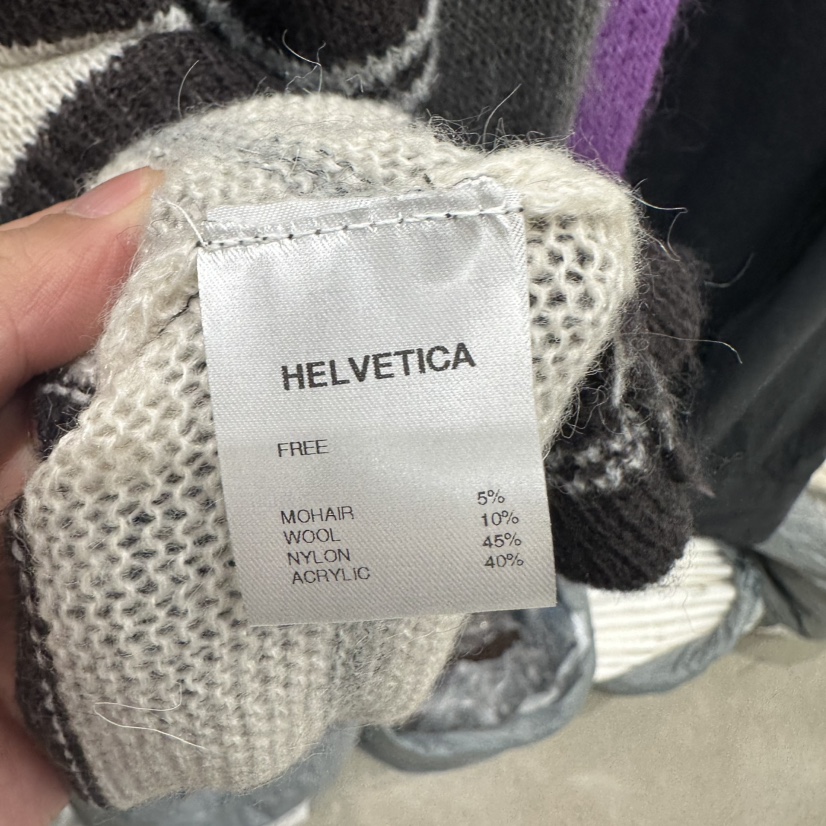 HELVETICA
FREE
MOHAIR 5%
WOOL 10%
NYLON 45%
ACRYLIC 40%